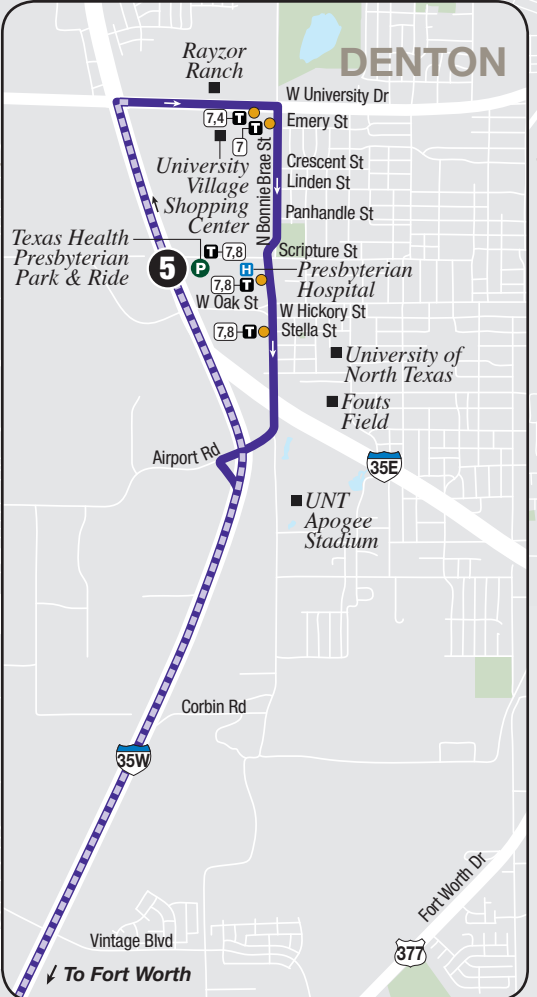 DENTON
Rayzor
Ranch
W University Dr
7,4 T
T
7
Emery St
University
Village
Shopping
Center
N Bonnie Brae St
Crescent St
Linden St
Panhandle St
Texas Health
Presbyterian
Park & Ride
5
P
T 7,8
Scripture St
H
Presbyterian
Hospital
7,8 T
W Oak St
W Hickory St
7,8 T
Stella St
University of
North Texas
Fouts
Field
Airport Rd
35E
UNT
Apogee
Stadium
Corbin Rd
35W
Fort Worth Dr
Vintage Blvd
377
To Fort Worth